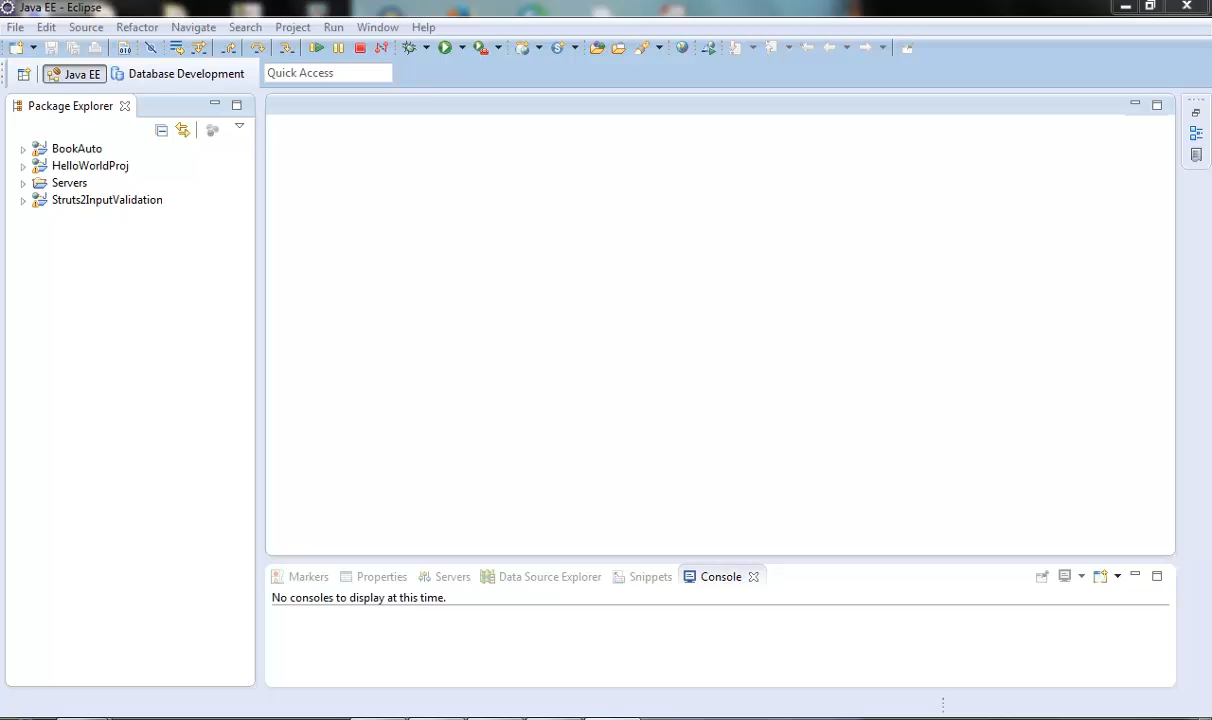 Java EE - Eclipse
File Edit Source Refactor Navigate Search Project Run Window Help
Java EE Database Development Quick Access
Package Explorer
BookAuto
HelloWorldProj
Servers
Struts2InputValidation
Markers Properties Servers Data Source Explorer Snippets Console
No consoles to display at this time.